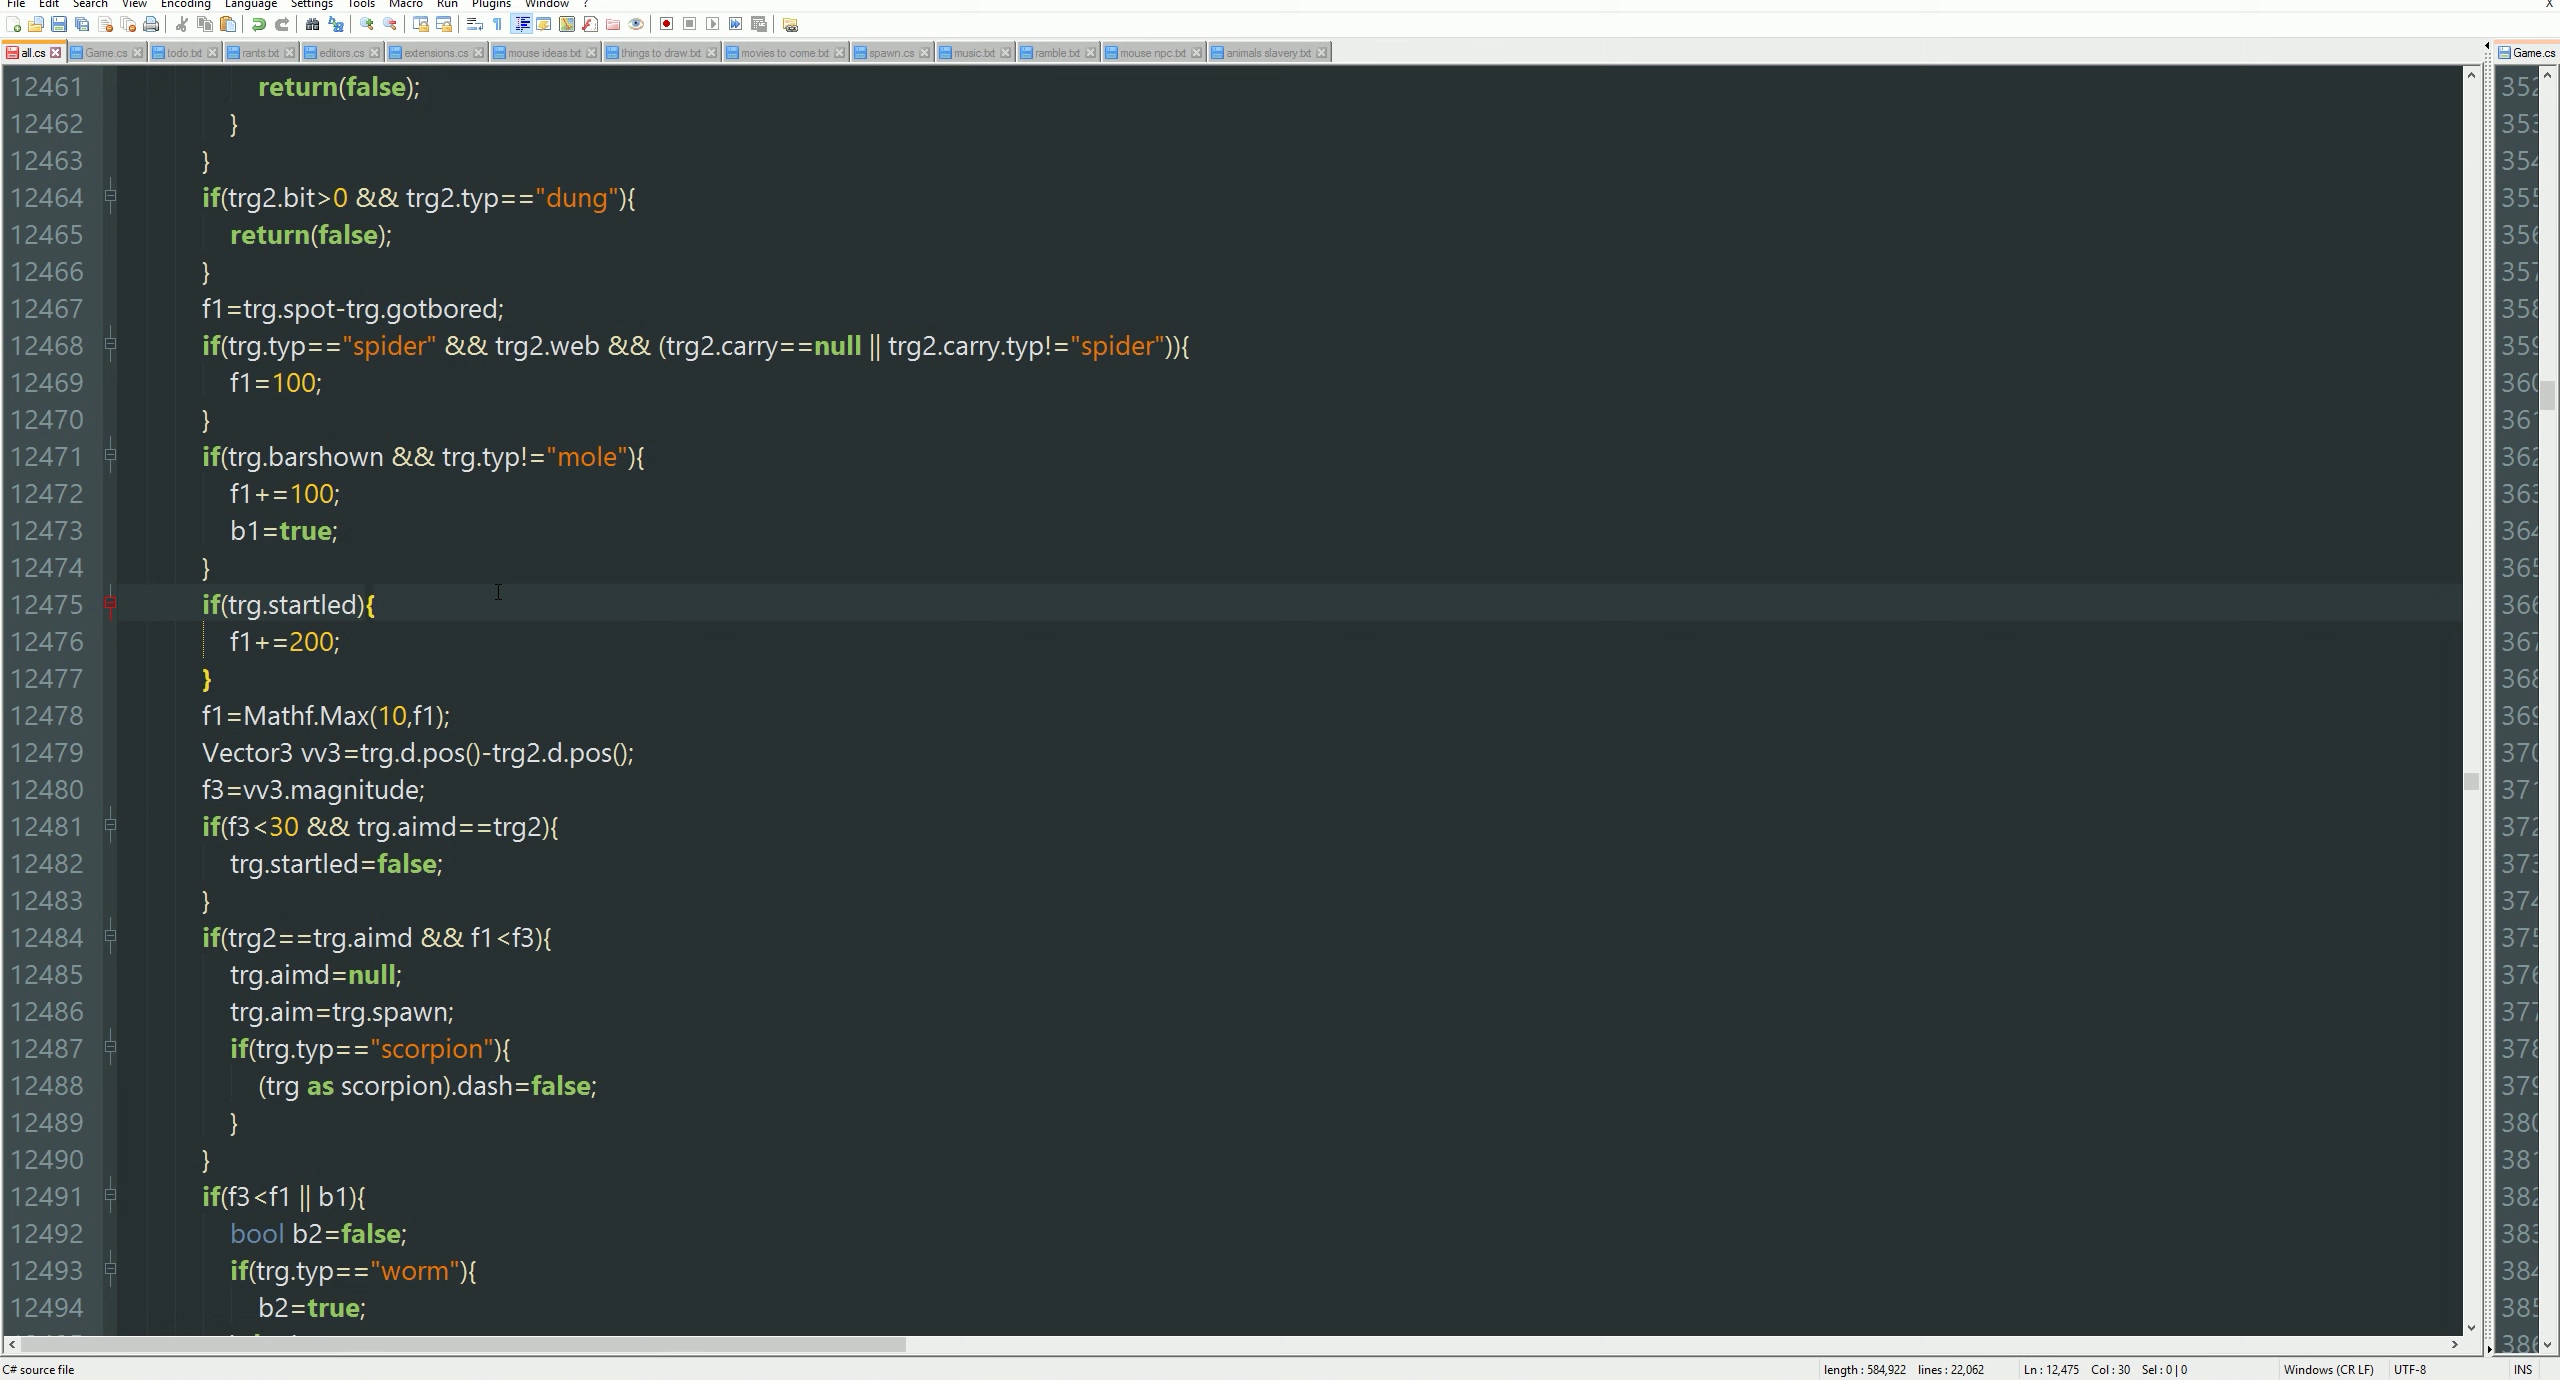 File Edit Search View Encoding Language Settings Tools Macro Run Plugins Window ? X
all.cs Game.cs todo.txt rants.txt editors.cs extensions.cs mouse ideas.txt things to draw.txt movies to come.txt spawn.cs music.txt ramble.txt mouse npc.txt animals slavery.txt Game.cs
12461 return(false);
12462 }
12463 }
12464 if(trg2.bit>0 && trg2.typ=="dung"){
12465 return(false);
12466 }
12467 f1=trg.spot-trg.gotbored;
12468 if(trg.typ=="spider" && trg2.web && (trg2.carry==null || trg2.carry.typ!="spider")){
12469 f1=100;
12470 }
12471 if(trg.barshown && trg.typ!="mole"){
12472 f1+=100;
12473 b1=true;
12474 }
12475 if(trg.startled){
12476 f1+=200;
12477 }
12478 f1=Mathf.Max(10,f1);
12479 Vector3 vv3=trg.d.pos()-trg2.d.pos();
12480 f3=vv3.magnitude;
12481 if(f3<30 && trg.aimd==trg2){
12482 trg.startled=false;
12483 }
12484 if(trg2==trg.aimd && f1<f3){
12485 trg.aimd=null;
12486 trg.aim=trg.spawn;
12487 if(trg.typ=="scorpion"){
12488 (trg as scorpion).dash=false;
12489 }
12490 }
12491 if(f3<f1 || b1){
12492 bool b2=false;
12493 if(trg.typ=="worm"){
12494 b2=true;
C# source file length : 584,922 lines : 22,062 Ln : 12,475 Col : 30 Sel : 0 | 0 Windows (CR LF) UTF-8 INS